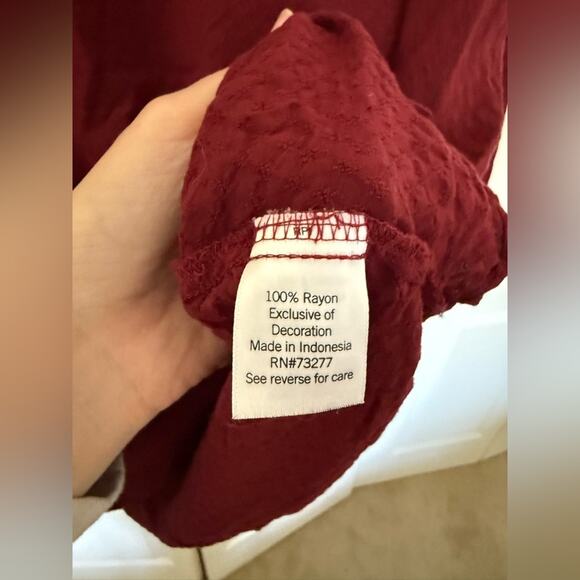 100% Rayon
Exclusive of
Decoration
Made in Indonesia
RN#73277
See reverse for care